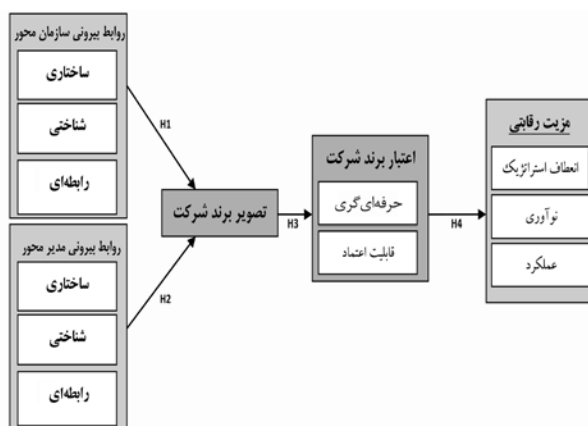 روابط بیرونی سازمان محور
ساختاری
شناختی
رابطه‌ای
H1
روابط بیرونی مدیر محور
ساختاری
شناختی
رابطه‌ای
H2
تصویر برند شرکت
H3
اعتبار برند شرکت
حرفه‌ای‌گری
قابلیت اعتماد
H4
مزیت رقابتی
انعطاف استراتژیک
نوآوری
عملکرد